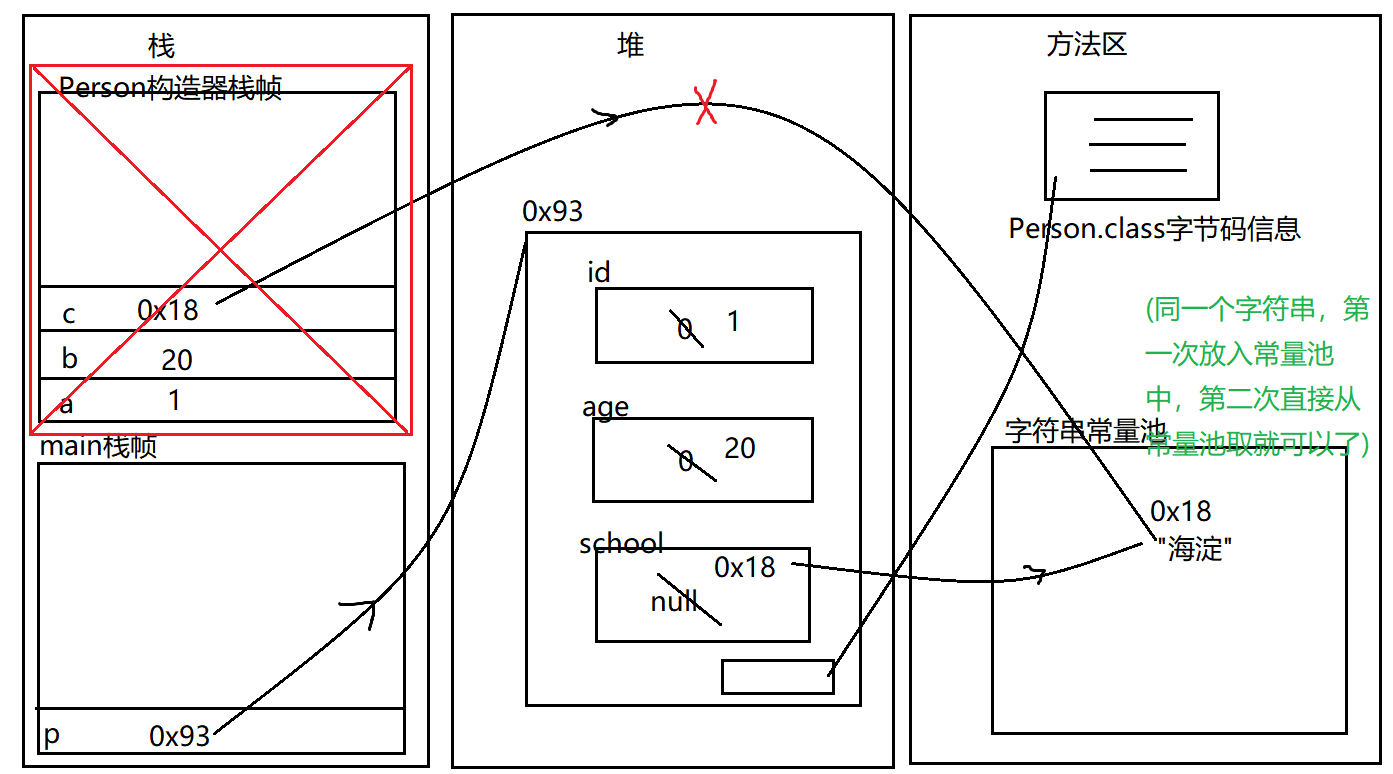 栈
Person构造器栈帧
c 0x18
b 20
a 1
main栈帧
p 0x93
堆
0x93
id
0 1
age
0 20
school
0x18
null
方法区
Person.class字节码信息
(同一个字符串，第
一次放入常量池
中，第二次直接从
常量池取就可以了)
字符串常量池
0x18
"海淀"